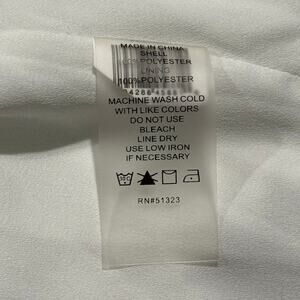 MADE IN CHINA
SHELL
POLYESTER
LINING
100%POLYESTER
MACHINE WASH COLD
WITH LIKE COLORS
DO NOT USE
BLEACH
LINE DRY
USE LOW IRON
IF NECESSARY
RN#51323